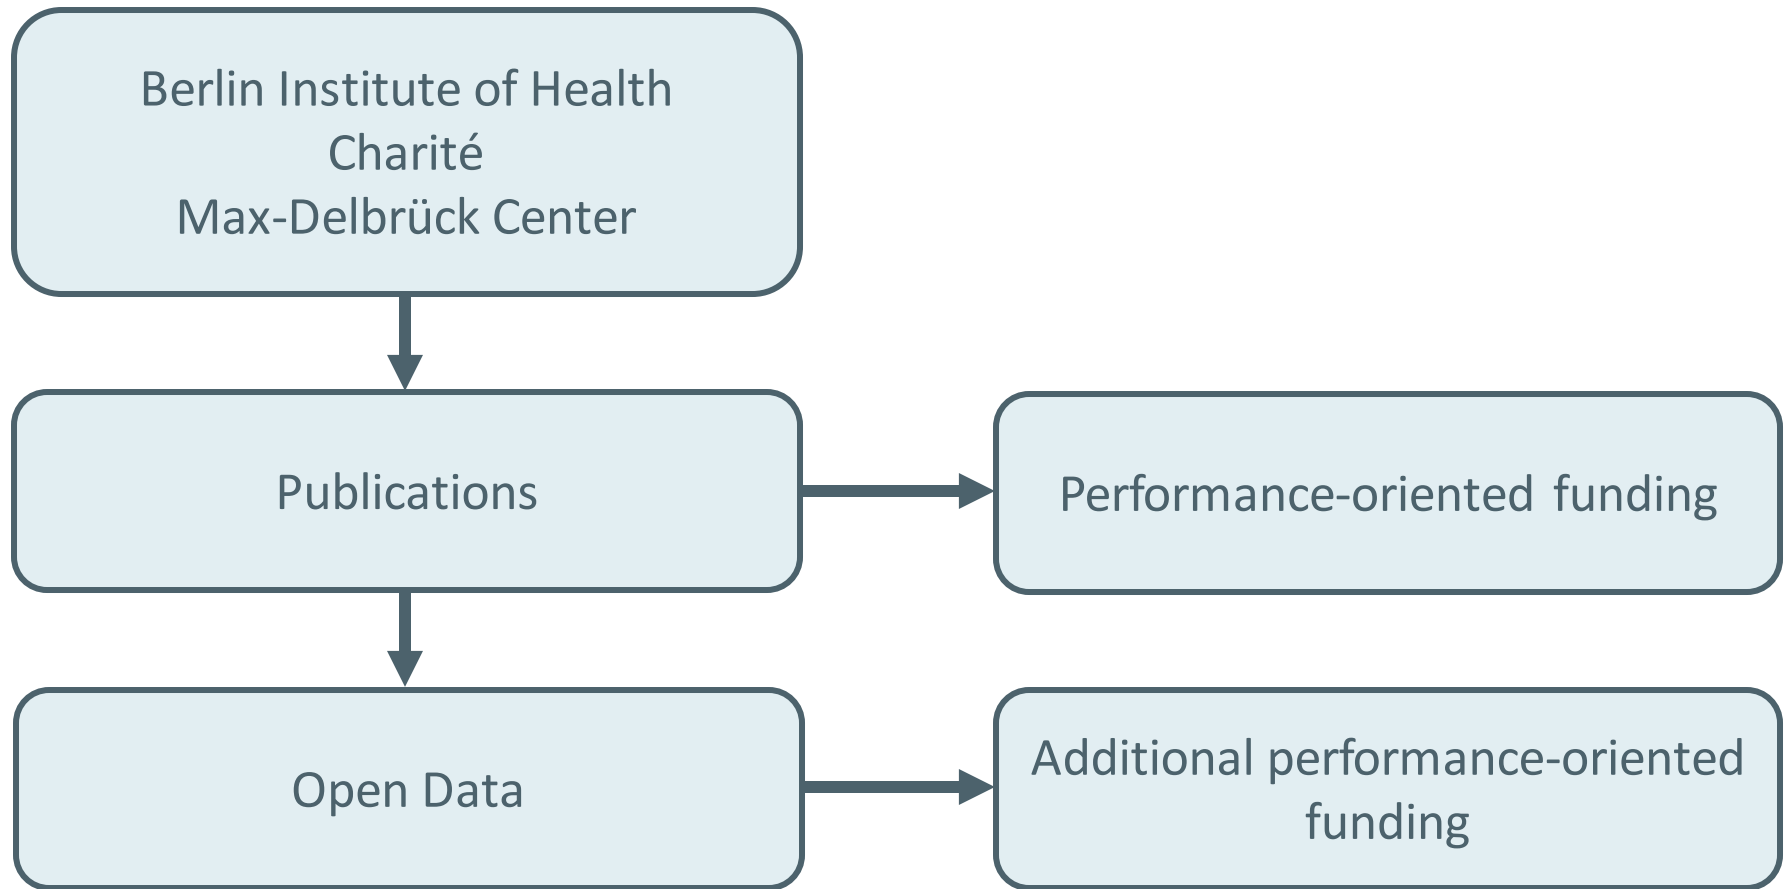 Berlin Institute of Health
Charité
Max-Delbrück Center
Publications
Performance-oriented funding
Open Data
Additional performance-oriented
funding